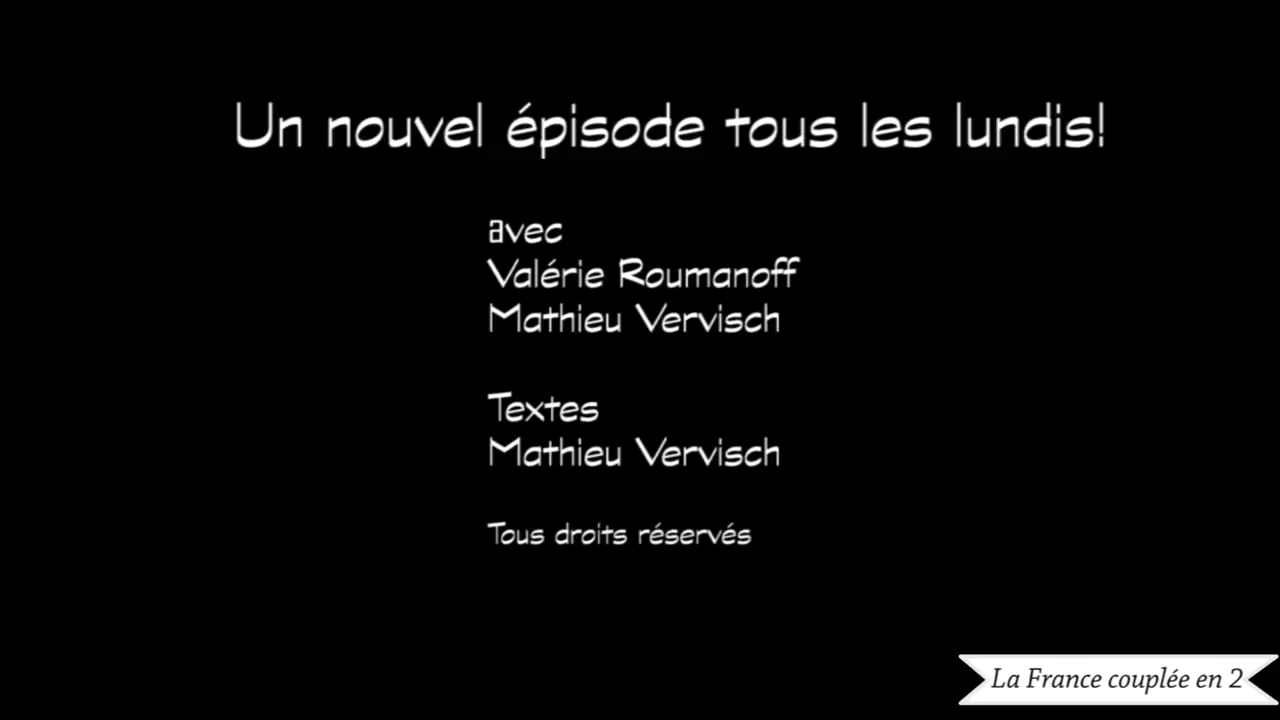 Un nouvel épisode tous les lundis!
avec
Valérie Roumanoff
Mathieu Vervisch
Textes
Mathieu Vervisch
Tous droits réservés
La France couplée en 2